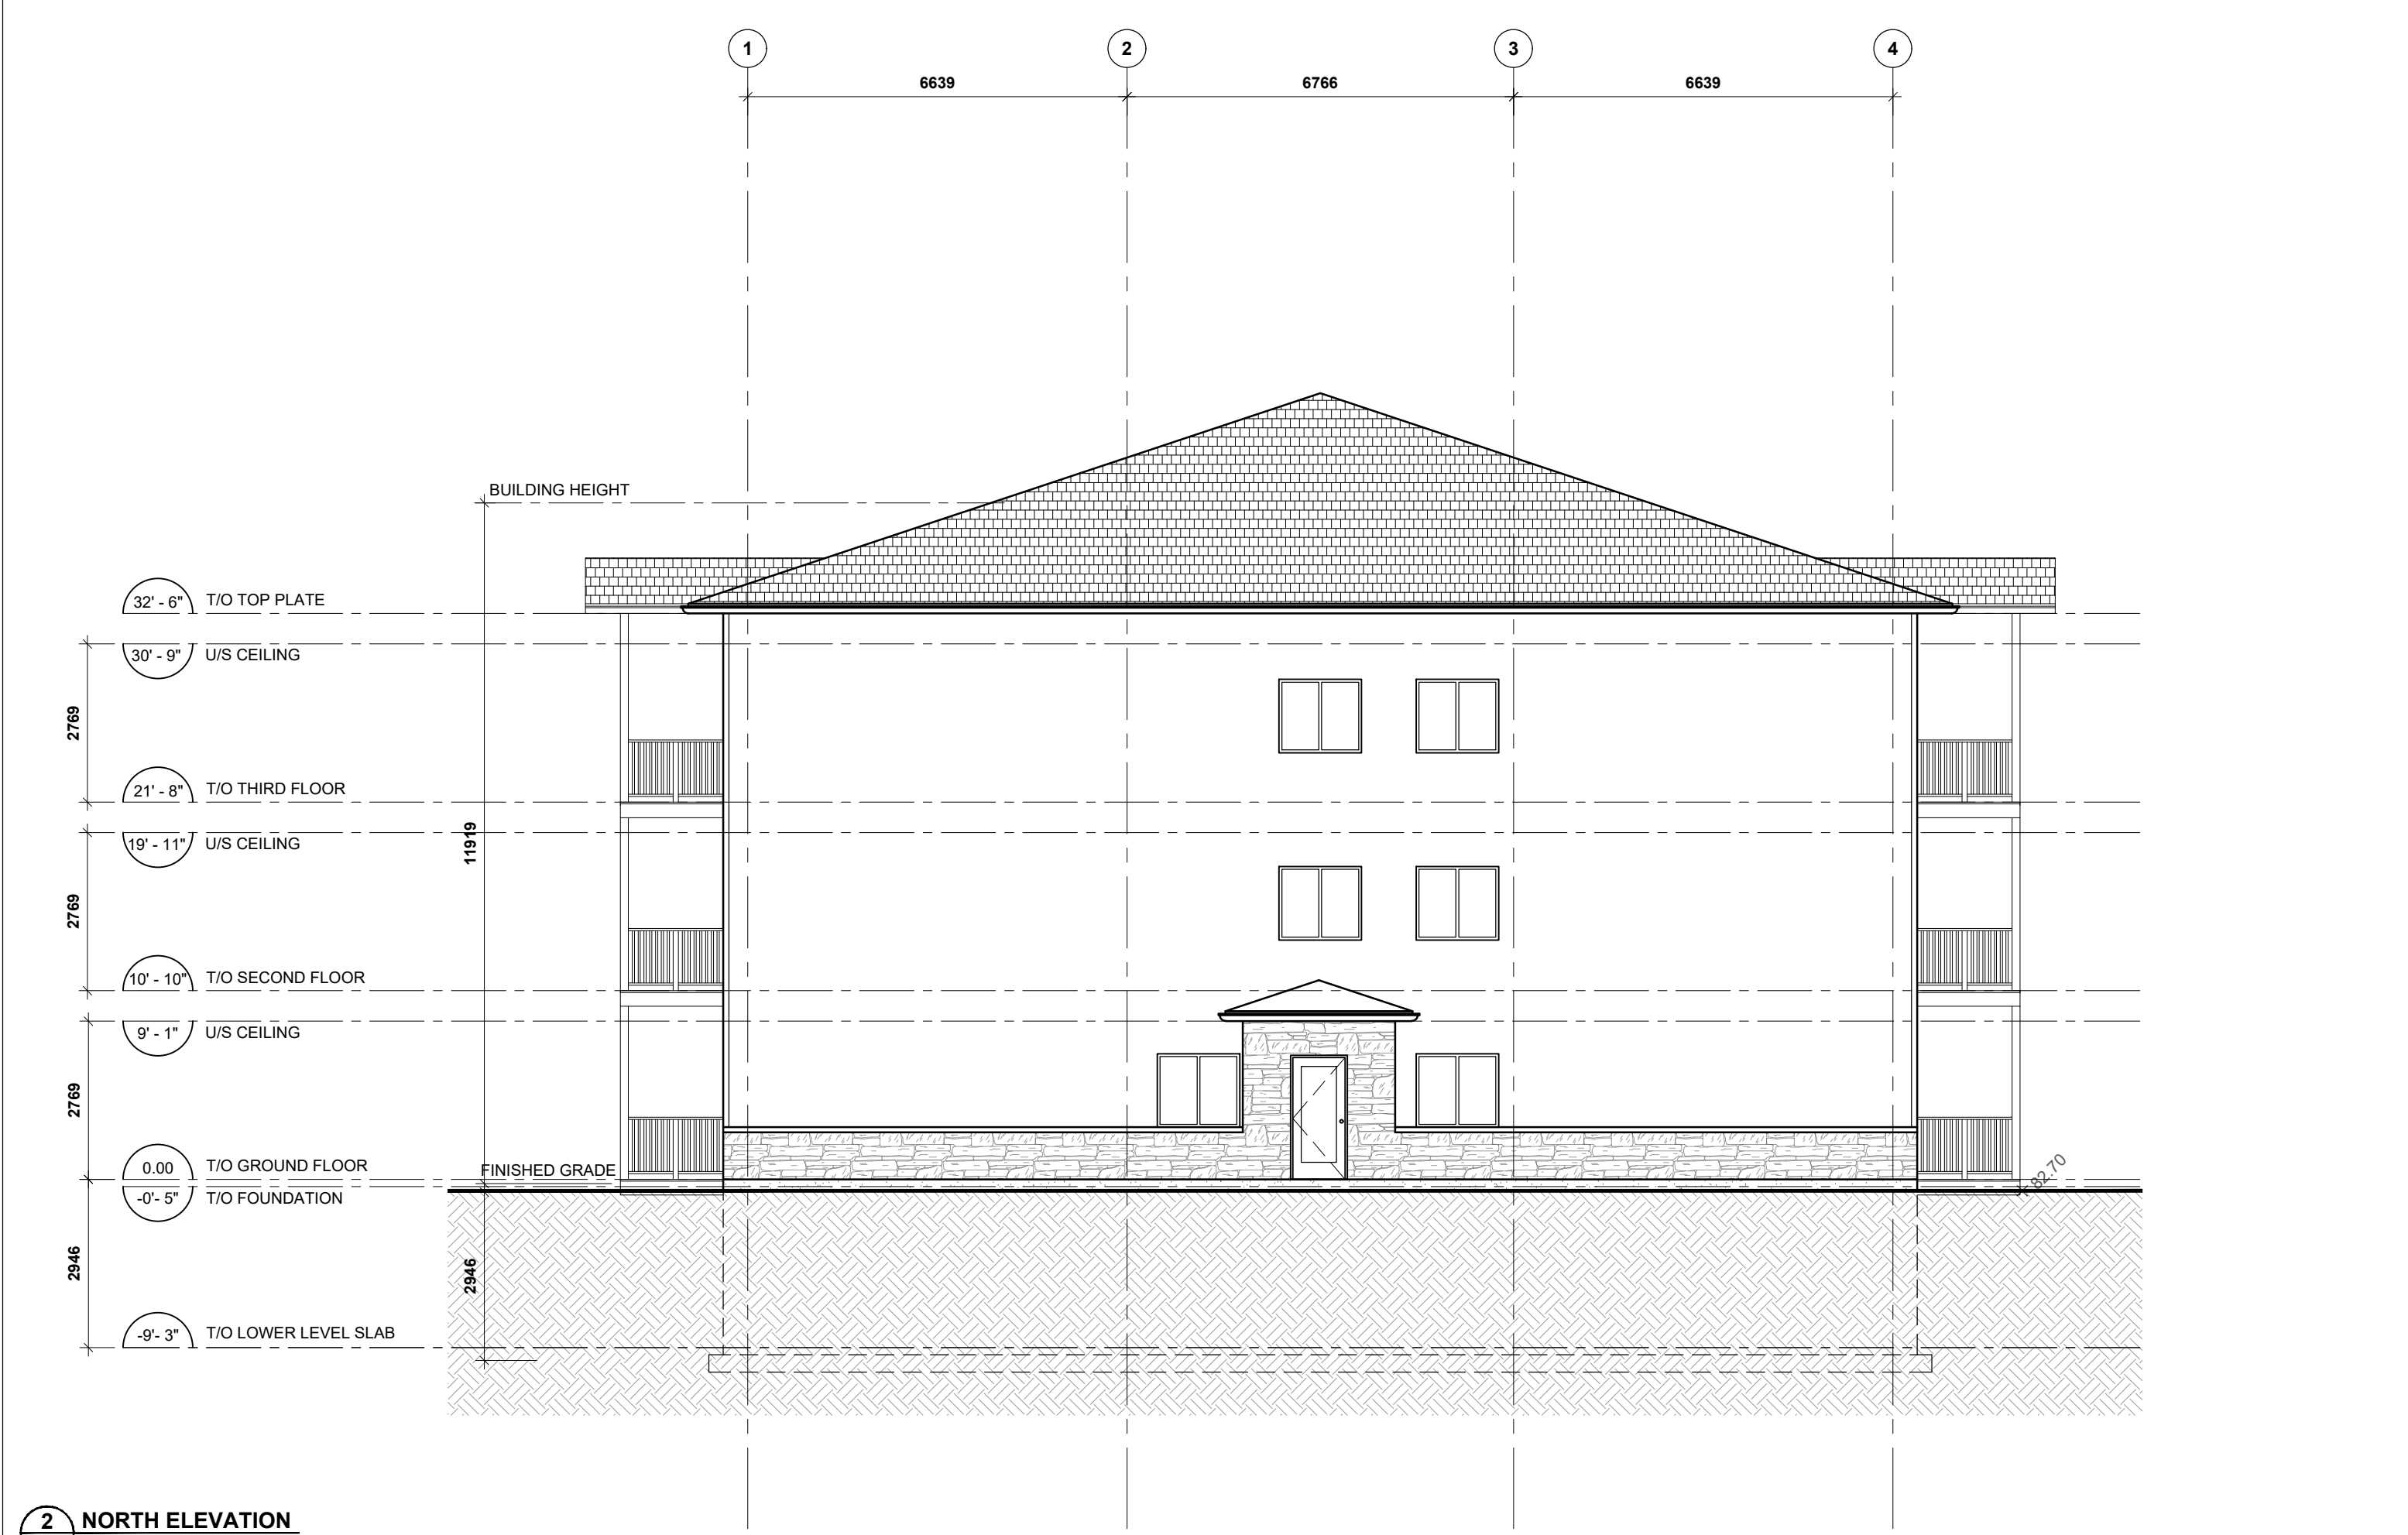 1 2 3 4
6639 6766 6639
BUILDING HEIGHT
32' - 6" T/O TOP PLATE
30' - 9" U/S CEILING
2769
21' - 8" T/O THIRD FLOOR
11919
19' - 11" U/S CEILING
2769
10' - 10" T/O SECOND FLOOR
9' - 1" U/S CEILING
2769
0.00 T/O GROUND FLOOR
FINISHED GRADE
82.70
-0'- 5" T/O FOUNDATION
2946
2946
-9'- 3" T/O LOWER LEVEL SLAB
2 NORTH ELEVATION